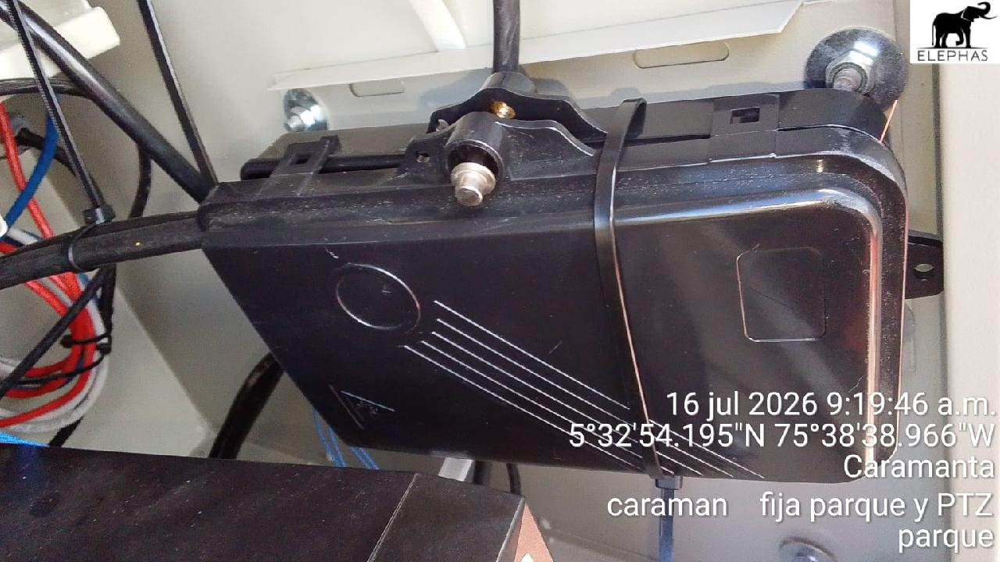 ELEPHAS
16 jul 2026 9:19:46 a.m.
5°32'54.195"N 75°38'38.966"W
Caramanta
caraman fija parque y PTZ
parque